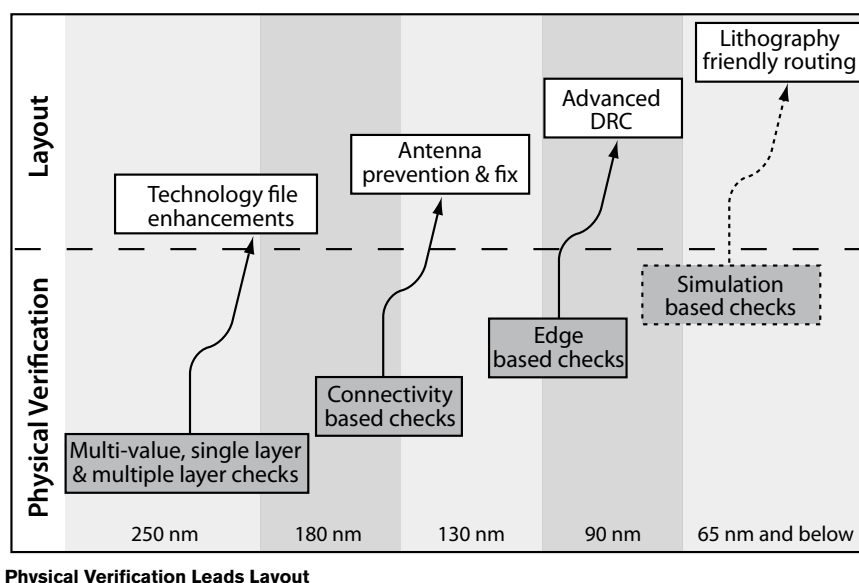 Layout
Lithography
friendly routing
Advanced
DRC
Antenna
prevention & fix
Technology file
enhancements
Physical Verification
Simulation
based checks
Edge
based checks
Connectivity
based checks
Multi-value, single layer
& multiple layer checks
250 nm
180 nm
130 nm
90 nm
65 nm and below
Physical Verification Leads Layout